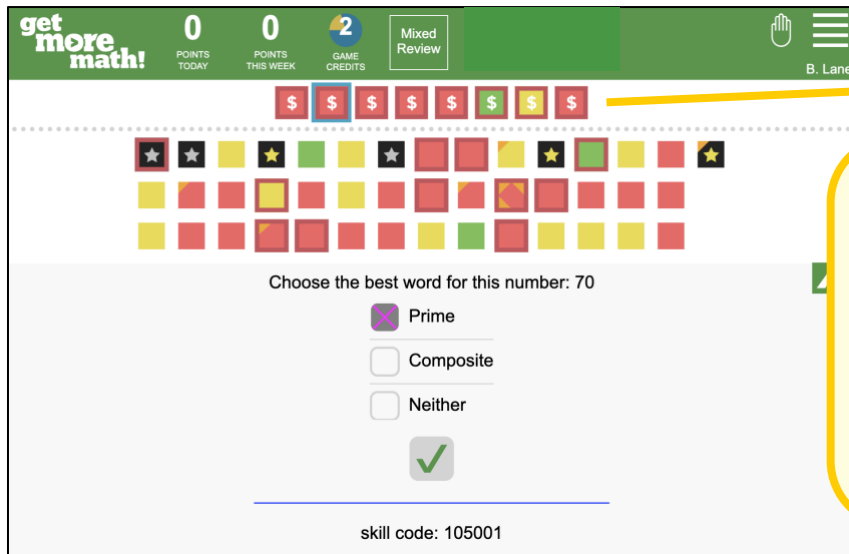 get
more
math!
0
POINTS
TODAY
0
POINTS
THIS WEEK
2
GAME
CREDITS
Mixed
Review
B. Lane
$ $ $ $ $ $ $ $
Choose the best word for this number: 70
Prime
Composite
Neither
skill code: 105001